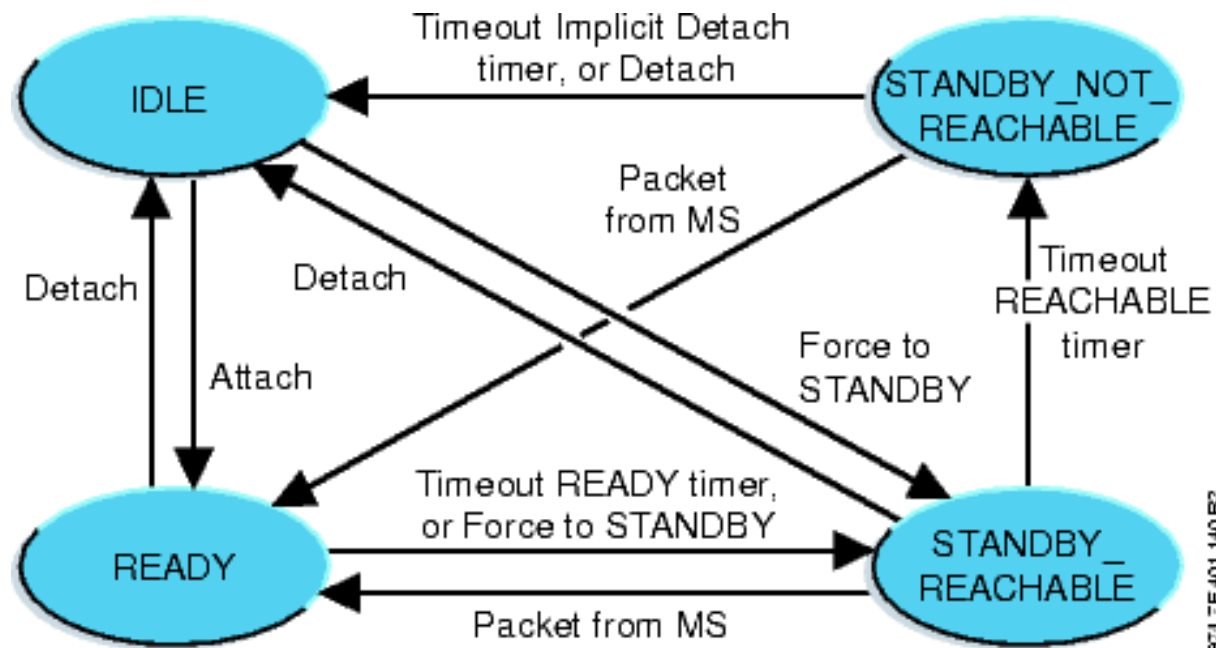 Timeout Implicit Detach
timer, or Detach
IDLE
STANDBY_NOT_
REACHABLE
Packet
from MS
Detach
Detach
Timeout
REACHABLE
timer
Attach
Force to
STANDBY
Timeout READY timer,
or Force to STANDBY
READY
STANDBY_
REACHABLE
Packet from MS